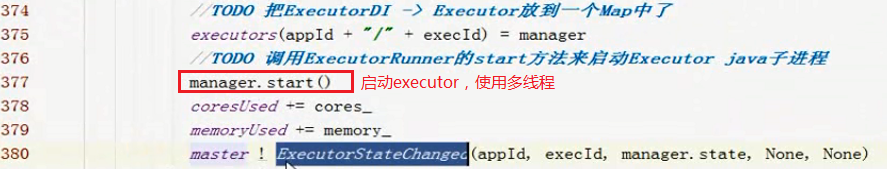 374 //TODO 把ExecutorDI -> Executor放到一个Map中了
375 executors(appId + "/" + execId) = manager
376 //TODO 调用ExecutorRunner的start方法来启动Executor java子进程
377 manager.start() 启动executor，使用多线程
378 coresUsed += cores_
379 memoryUsed += memory_
380 master ! ExecutorStateChanged(appId, execId, manager.state, None, None)